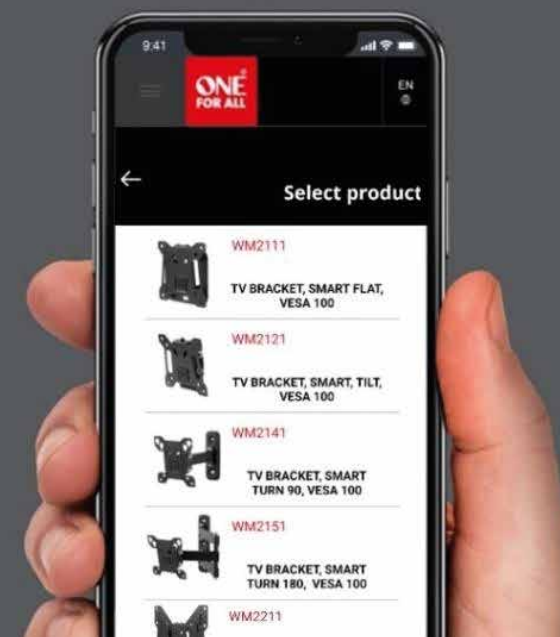 9:41
ONE
FOR ALL
EN
Select product
WM2111
TV BRACKET, SMART FLAT,
VESA 100
WM2121
TV BRACKET, SMART, TILT,
VESA 100
WM2141
TV BRACKET, SMART
TURN 90, VESA 100
WM2151
TV BRACKET, SMART
TURN 180, VESA 100
WM2211